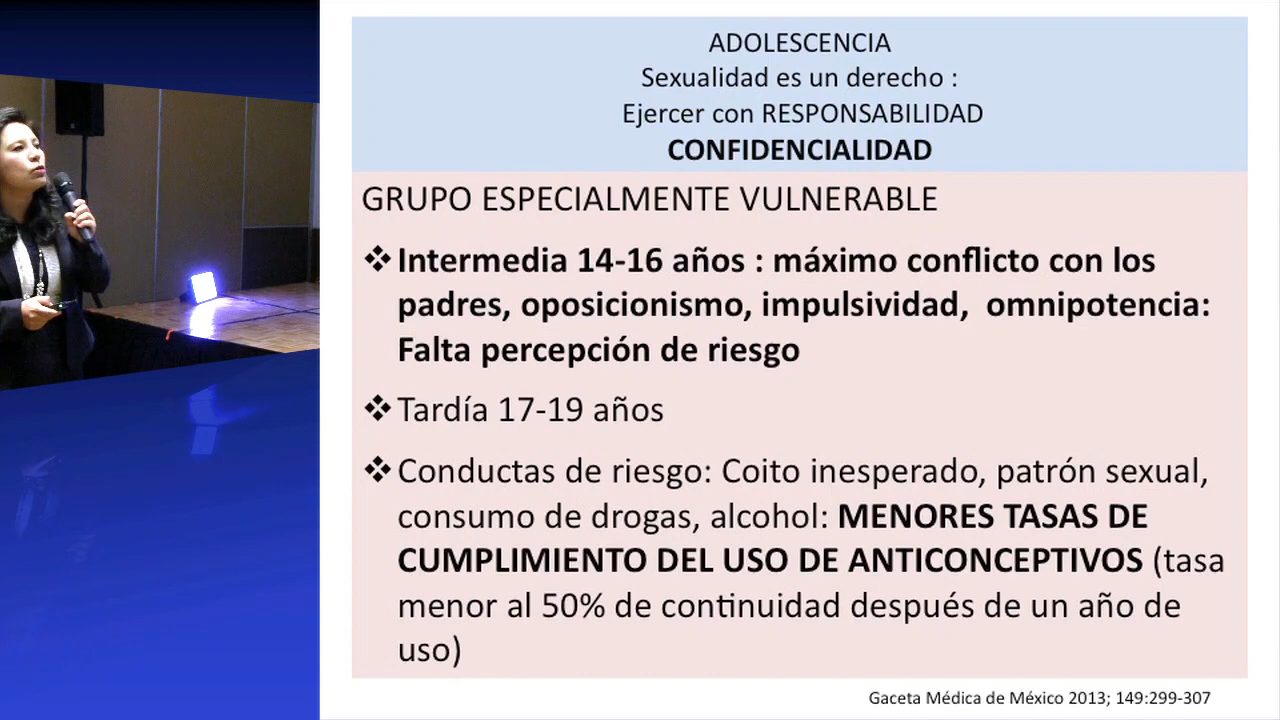 ADOLESCENCIA
Sexualidad es un derecho :
Ejercer con RESPONSABILIDAD
CONFIDENCIALIDAD
GRUPO ESPECIALMENTE VULNERABLE
❖Intermedia 14-16 años : máximo conflicto con los
padres, oposicionismo, impulsividad, omnipotencia:
Falta percepción de riesgo
❖Tardía 17-19 años
❖Conductas de riesgo: Coito inesperado, patrón sexual,
consumo de drogas, alcohol: MENORES TASAS DE
CUMPLIMIENTO DEL USO DE ANTICONCEPTIVOS (tasa
menor al 50% de continuidad después de un año de
uso)
Gaceta Médica de México 2013; 149:299-307